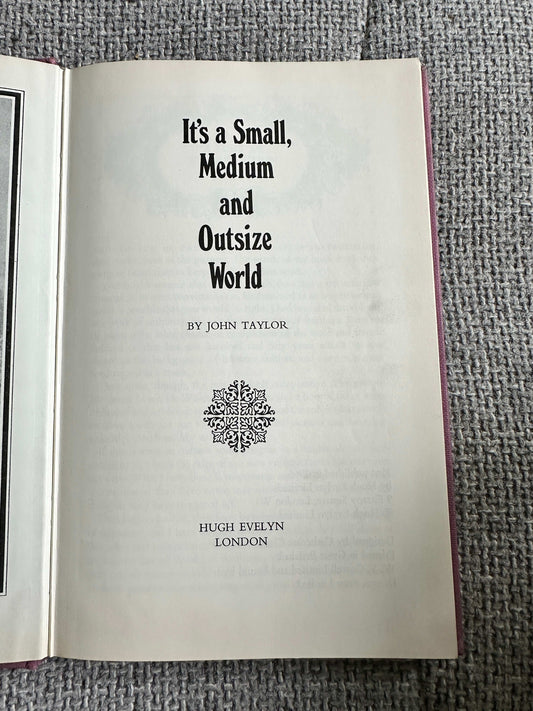 It's a Small,
Medium
and
Outsize
World
BY JOHN TAYLOR
HUGH EVELYN
LONDON